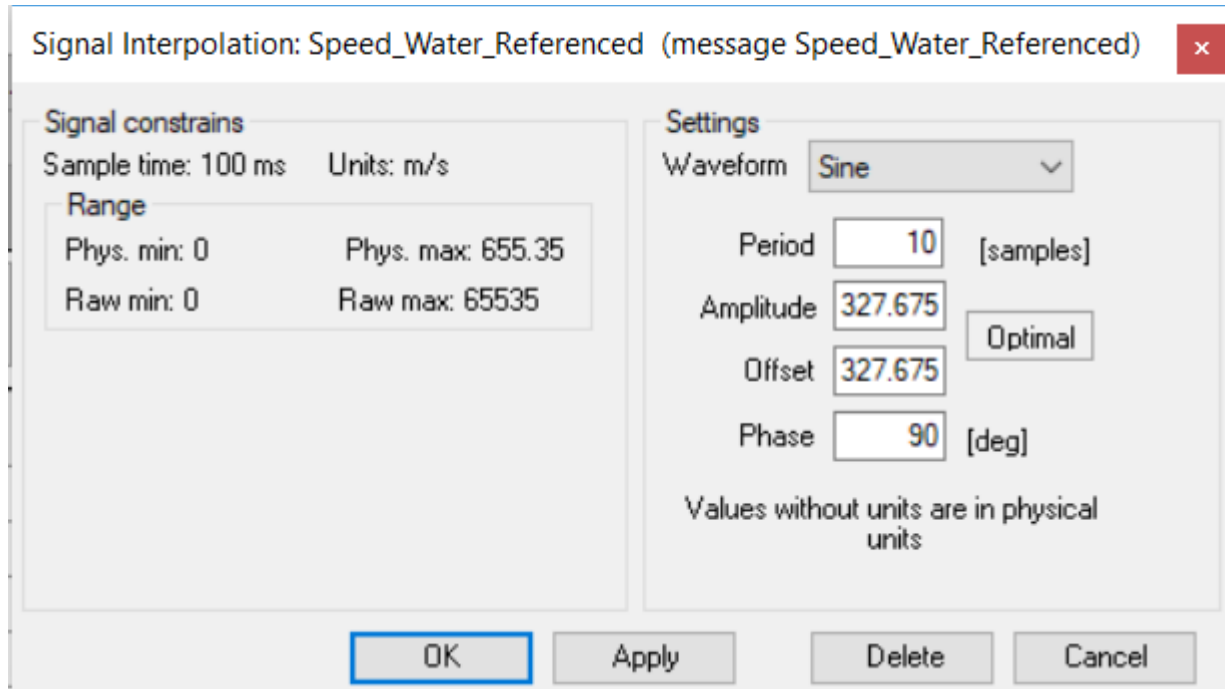 Signal Interpolation: Speed_Water_Referenced (message Speed_Water_Referenced)
Signal constrains
Sample time: 100 ms Units: m/s
Range
Phys. min: 0 Phys. max: 655.35
Raw min: 0 Raw max: 65535
Settings
Waveform Sine
Period 10 [samples]
Amplitude 327.675
Optimal
Offset 327.675
Phase 90 [deg]
Values without units are in physical
units
OK Apply Delete Cancel